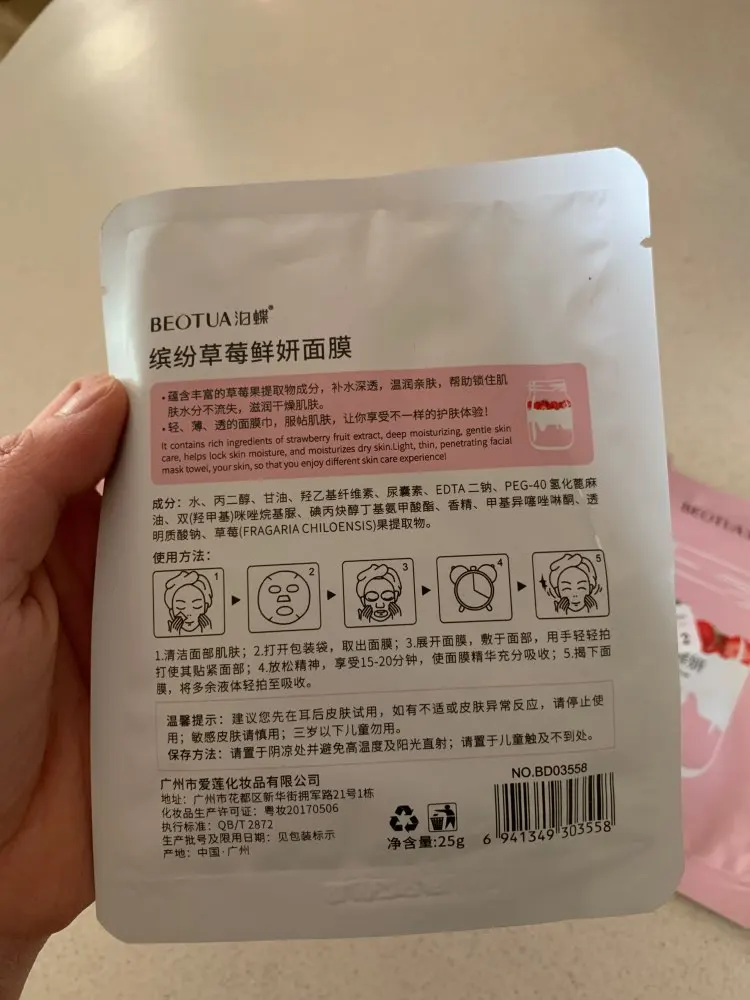 BEOTUA泊蝶®
缤纷草莓鲜妍面膜
•蕴含丰富的草莓果提取物成分，补水深透，温润亲肤，帮助锁住肌
肤水分不流失，滋润干燥肌肤。
•轻、薄、透的面膜巾，服帖肌肤，让你享受不一样的护肤体验！
It contains rich ingredients of strawberry fruit extract, deep moisturizing, gentle skin
care, helps lock skin moisture, and moisturizes dry skin.Light, thin, penetrating facial
mask towel, your skin, so that you enjoy different skin care experience!
成分：水、丙二醇、甘油、羟乙基纤维素、尿囊素、EDTA 二钠、PEG-40 氢化蓖麻
油、双(羟甲基)咪唑烷基脲、碘丙炔醇丁基氨甲酸酯、香精、甲基异噻唑啉酮、透
明质酸钠、草莓(FRAGARIA CHILOENSIS)果提取物。
使用方法：
1 2 3 4 5
1.清洁面部肌肤；2.打开包装袋，取出面膜；3.展开面膜，敷于面部，用手轻轻拍
打使其贴紧面部；4.放松精神，享受15-20分钟，使面膜精华充分吸收；5.揭下面
膜，将多余液体轻拍至吸收。
温馨提示：建议您先在耳后皮肤试用，如有不适或皮肤异常反应，请停止使
用；敏感皮肤请慎用；三岁以下儿童勿用。
保存方法：请置于阴凉处并避免高温度及阳光直射；请置于儿童触及不到处。
广州市爱莲化妆品有限公司
地址：广州市花都区新华街拥军路21号1栋
化妆品生产许可证：粤妆20170506
执行标准：QB/T 2872
生产批号及限用日期：见包装标示
产地：中国·广州
净含量:25g
NO.BD03558
6 941349 303558
BEOTUA